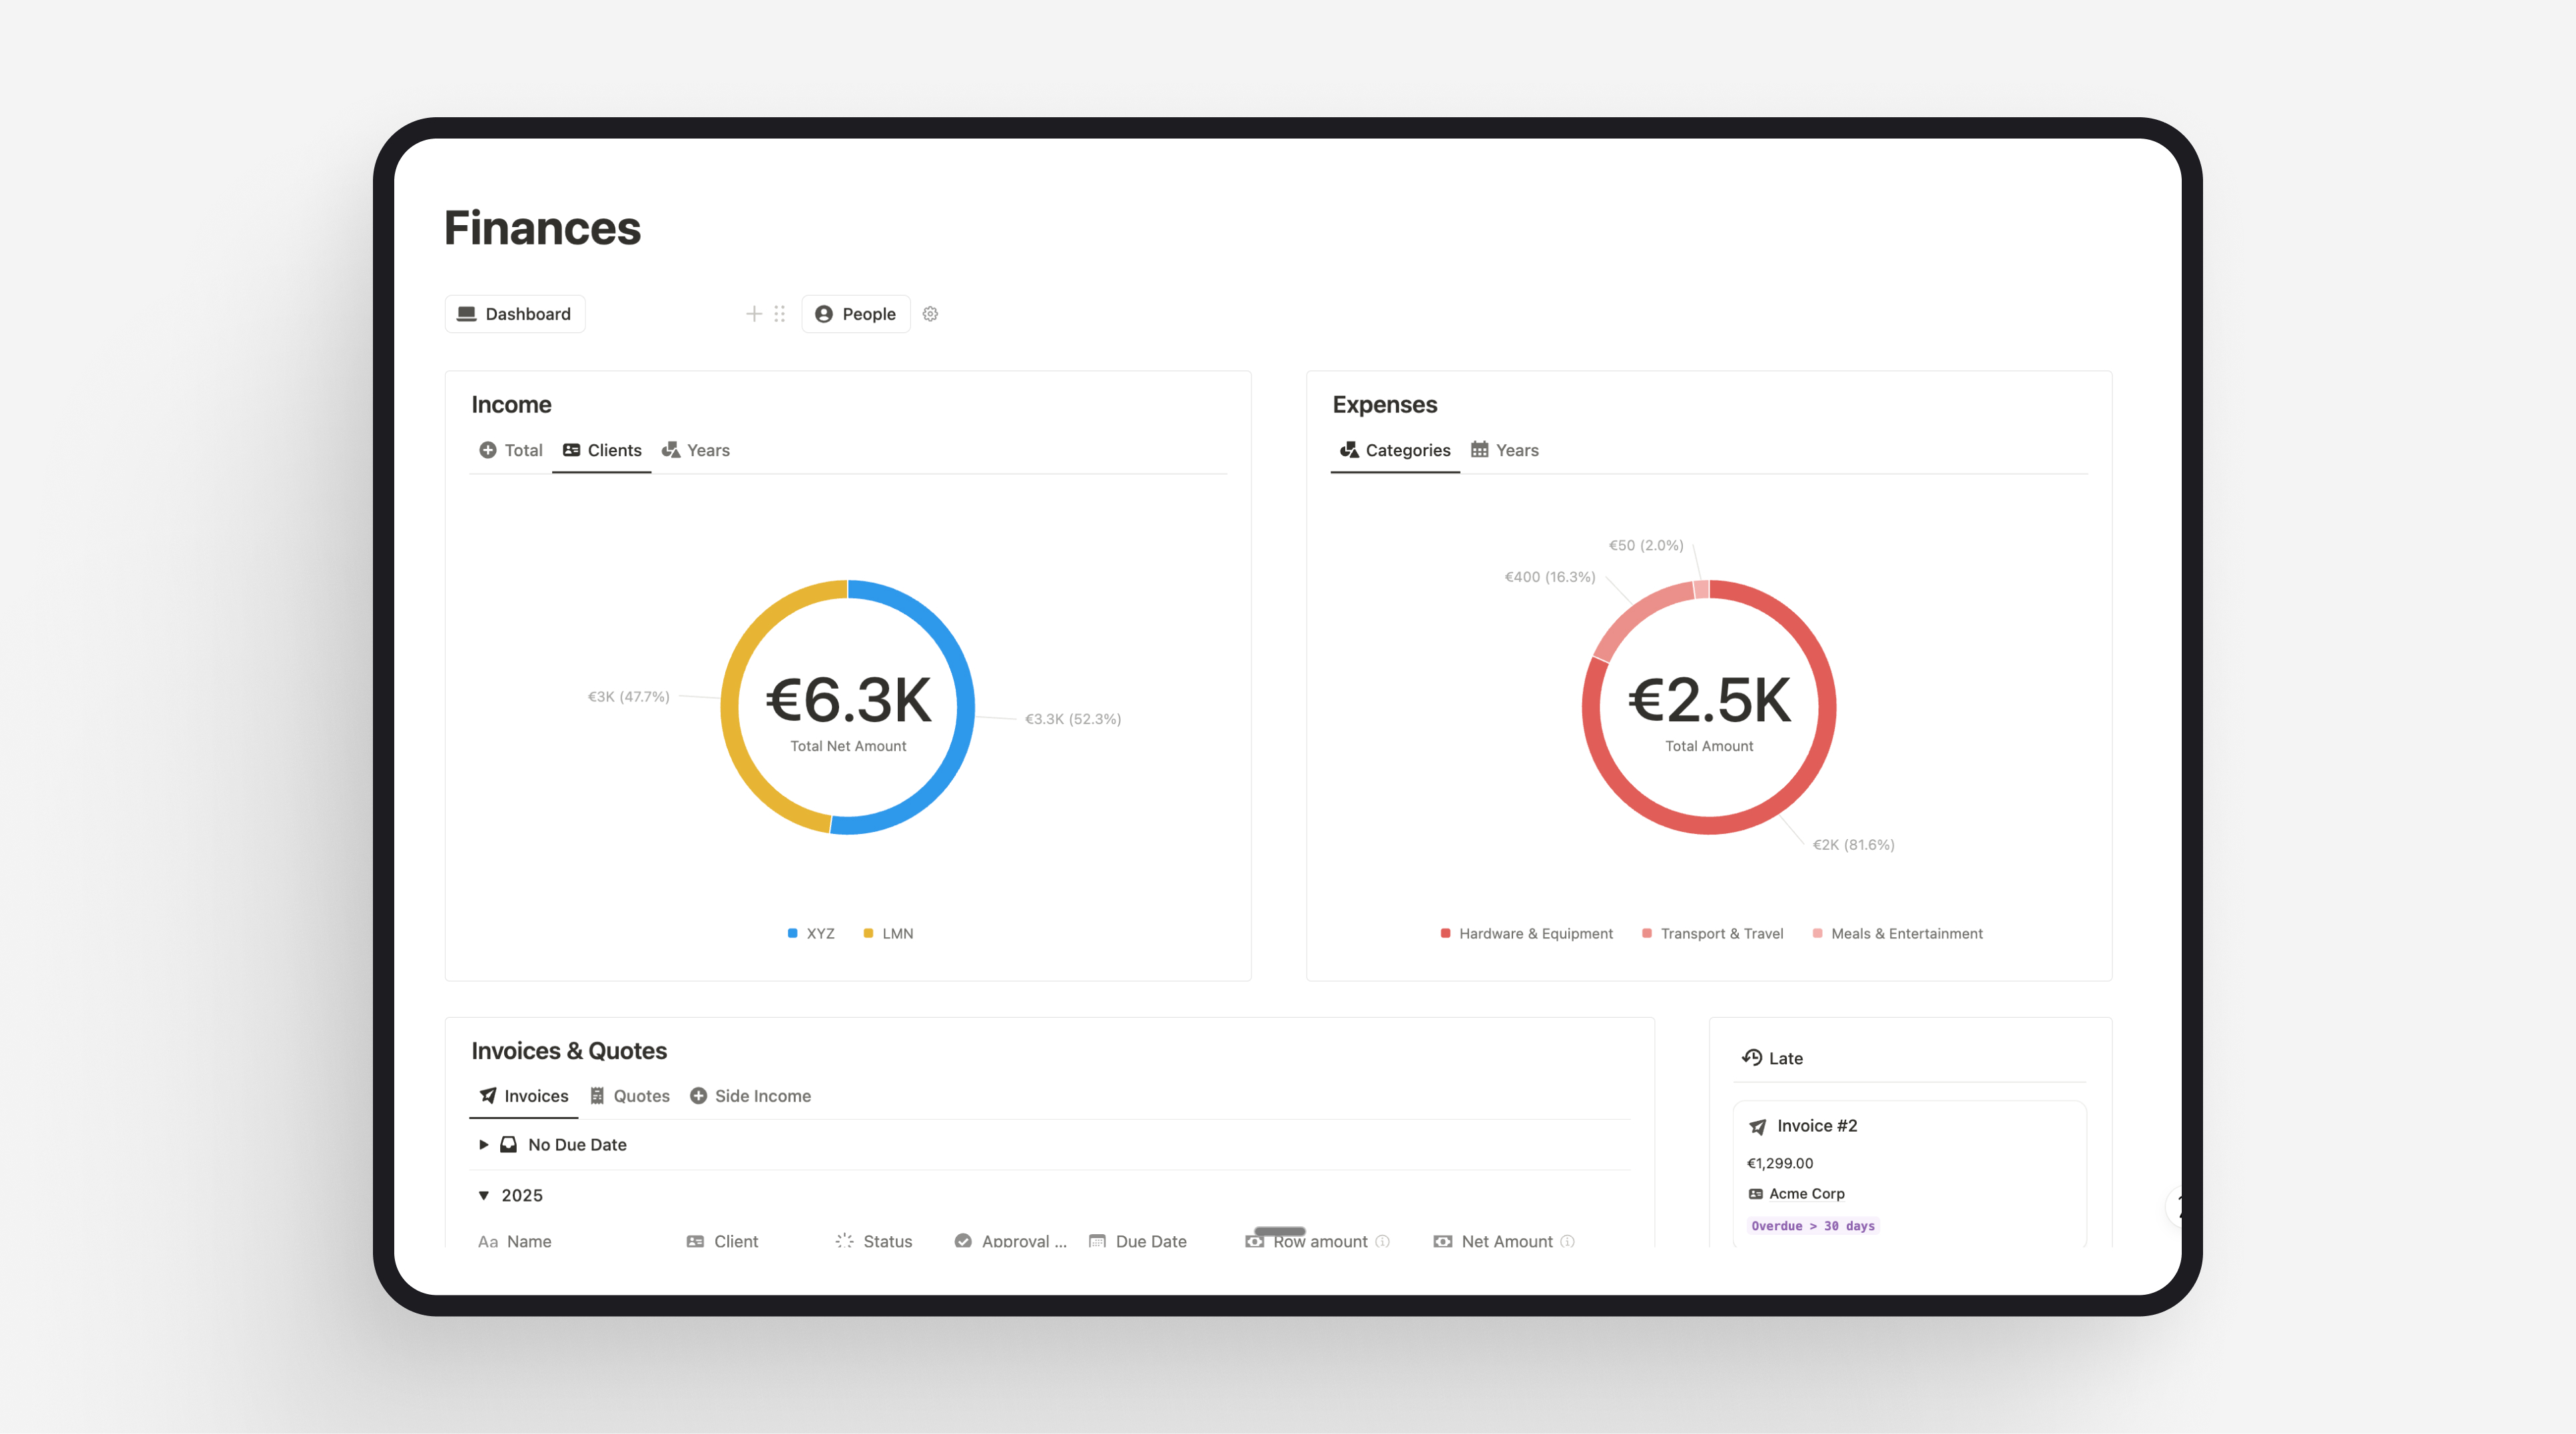 Finances
Dashboard
People
Income
Total Clients Years
€3K (47.7%)
€6.3K
Total Net Amount
€3.3K (52.3%)
XYZ LMN
Expenses
Categories Years
€50 (2.0%)
€400 (16.3%)
€2.5K
Total Amount
€2K (81.6%)
Hardware & Equipment Transport & Travel Meals & Entertainment
Invoices & Quotes
Invoices Quotes Side Income
No Due Date
2025
Aa Name Client Status Approval ... Due Date Row amount Net Amount
Late
Invoice #2
€1,299.00
Acme Corp
Overdue > 30 days